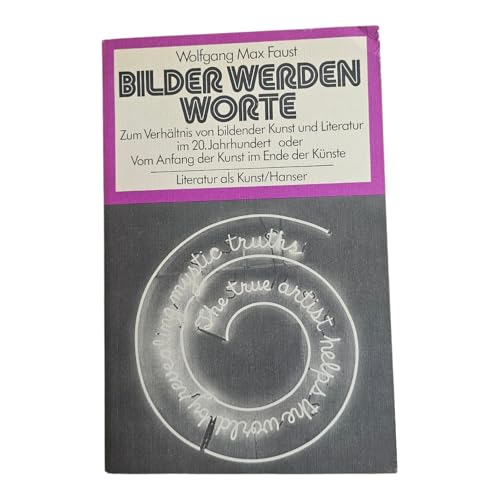 Wolfgang Max Faust
BILDER WERDEN
WORTE
Zum Verhältnis von bildender Kunst und Literatur
im 20. Jahrhundert oder
Vom Anfang der Kunst im Ende der Künste
Literatur als Kunst/Hanser
The true artist helps the world by revealing mystic truths